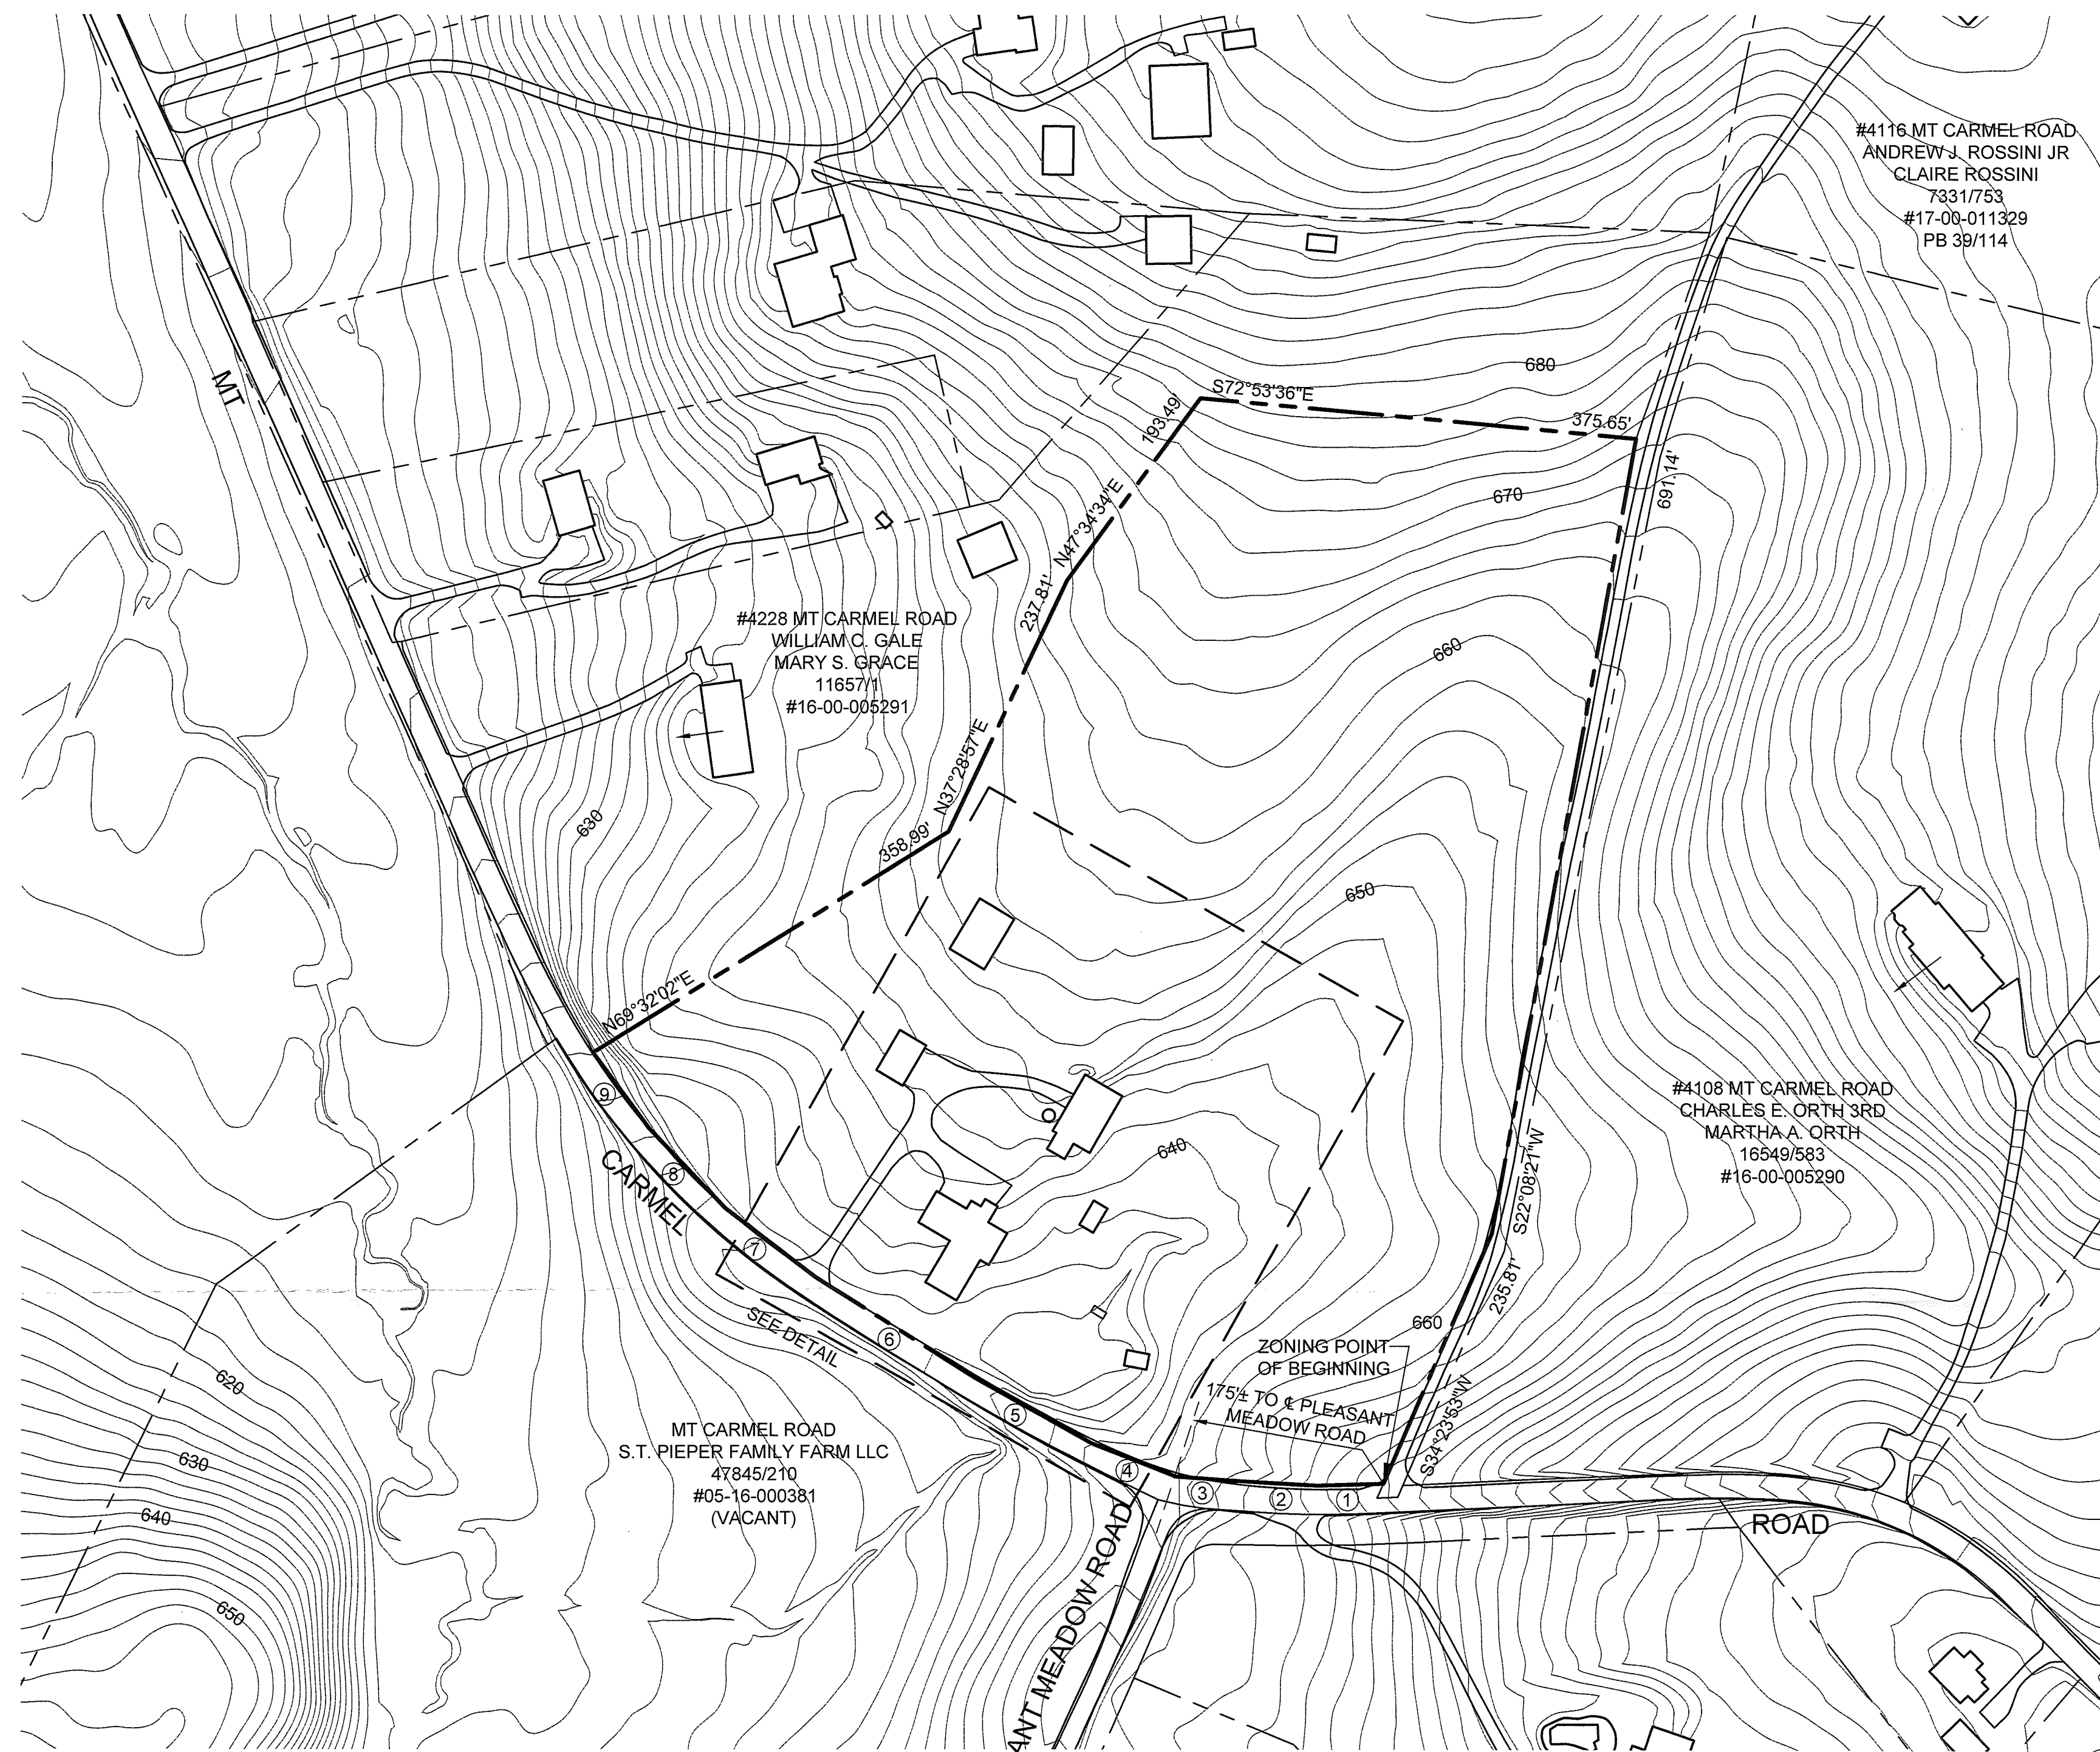 #4116 MT CARMEL ROAD
ANDREW J. ROSSINI JR
CLAIRE ROSSINI
7331/753
#17-00-011329
PB 39/114
MT
680
S72°53'36"E
375.65'
193.49'
691.14'
670
N47°34'34"E
237.81'
#4228 MT CARMEL ROAD
WILLIAM C. GALE
MARY S. GRACE
11657/1
#16-00-005291
660
N37°28'57"E
630
358.99'
650
N69°32'02"E
#4108 MT CARMEL ROAD
CHARLES E. ORTH 3RD
MARTHA A. ORTH
16549/583
#16-00-005290
9
8
CARMEL
640
S22°08'21"W
7
235.81'
SEE DETAIL
6
660
ZONING POINT
OF BEGINNING
175'± TO ℄ PLEASANT
MEADOW ROAD
S34°23'53"W
620
5
MT CARMEL ROAD
S.T. PIEPER FAMILY FARM LLC
47845/210
#05-16-000381
(VACANT)
630
4
3
2
1
640
ROAD
650
ANT MEADOW ROAD